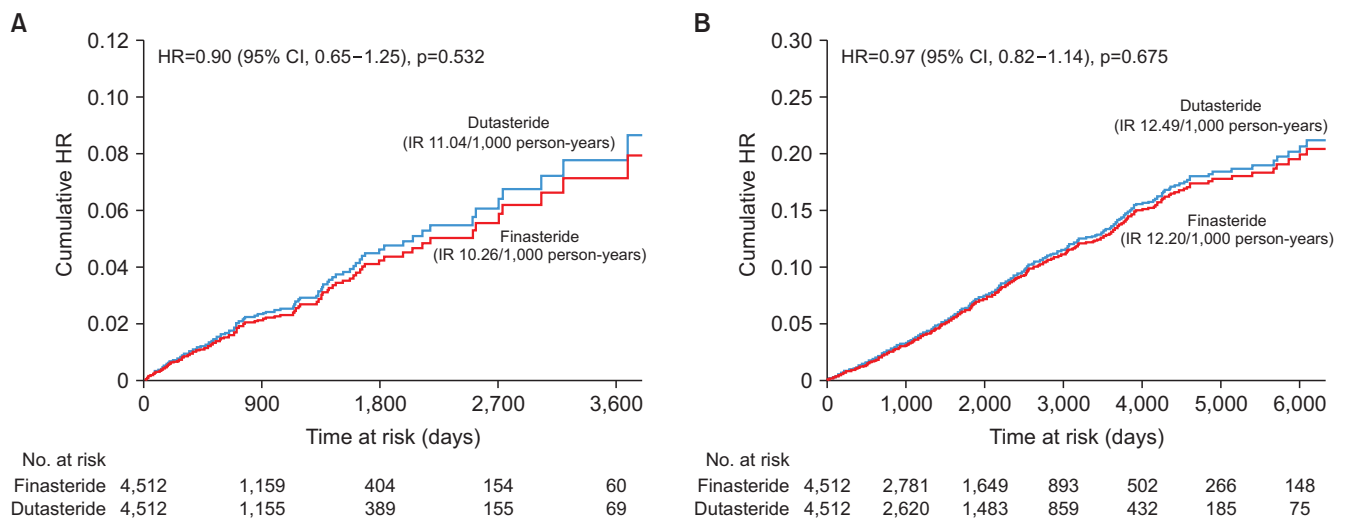 A
HR=0.90 (95% CI, 0.65–1.25), p=0.532
Cumulative HR
0.12
0.10
0.08
0.06
0.04
0.02
0
Dutasteride
(IR 11.04/1,000 person-years)
Finasteride
(IR 10.26/1,000 person-years)
0 900 1,800 2,700 3,600
Time at risk (days)
No. at risk
Finasteride 4,512 1,159 404 154 60
Dutasteride 4,512 1,155 389 155 69
B
HR=0.97 (95% CI, 0.82–1.14), p=0.675
Cumulative HR
0.30
0.25
0.20
0.15
0.10
0.05
0
Dutasteride
(IR 12.49/1,000 person-years)
Finasteride
(IR 12.20/1,000 person-years)
0 1,000 2,000 3,000 4,000 5,000 6,000
Time at risk (days)
No. at risk
Finasteride 4,512 2,781 1,649 893 502 266 148
Dutasteride 4,512 2,620 1,483 859 432 185 75